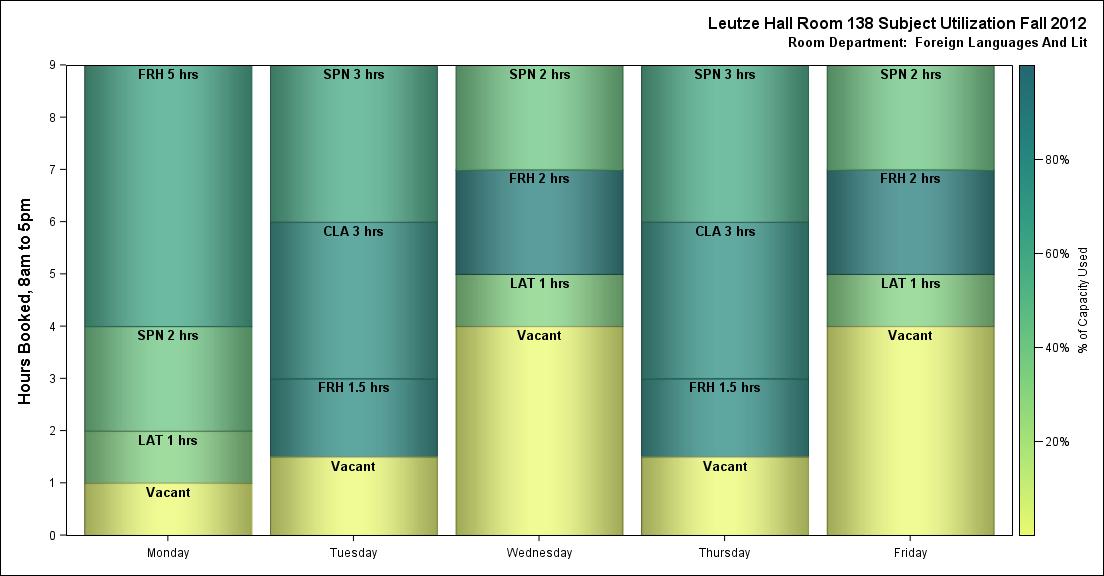 Leutze Hall Room 138 Subject Utilization Fall 2012
Room Department:  Foreign Languages And Lit
Hours Booked, 8am to 5pm
9
8
7
6
5
4
3
2
1
0
FRH 5 hrs
SPN 2 hrs
LAT 1 hrs
Vacant
SPN 3 hrs
CLA 3 hrs
FRH 1.5 hrs
Vacant
SPN 2 hrs
FRH 2 hrs
LAT 1 hrs
Vacant
SPN 3 hrs
CLA 3 hrs
FRH 1.5 hrs
Vacant
SPN 2 hrs
FRH 2 hrs
LAT 1 hrs
Vacant
Monday
Tuesday
Wednesday
Thursday
Friday
80%
60%
40%
20%
% of Capacity Used